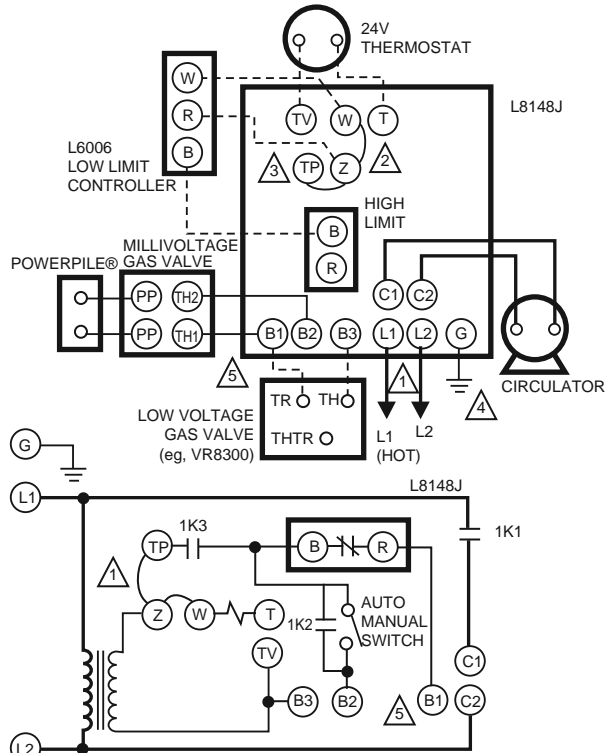 24V
THERMOSTAT
L8148J
W
R
B
L6006
LOW LIMIT
CONTROLLER
TV
W
T
3
TP
Z
2
HIGH
LIMIT
B
R
MILLIVOLTAGE
GAS VALVE
POWERPILE®
PP
TH2
PP
TH1
C1
C2
B1
B2
B3
L1
L2
G
5
1
4
CIRCULATOR
LOW VOLTAGE
GAS VALVE
(eg, VR8300)
TR
TH
THTR
L1
(HOT)
L2
G
L1
L8148J
1K3
TP
B
R
1K1
1
Z
W
T
1K2
AUTO
MANUAL
SWITCH
TV
C1
B3
B2
5
B1
C2
L2